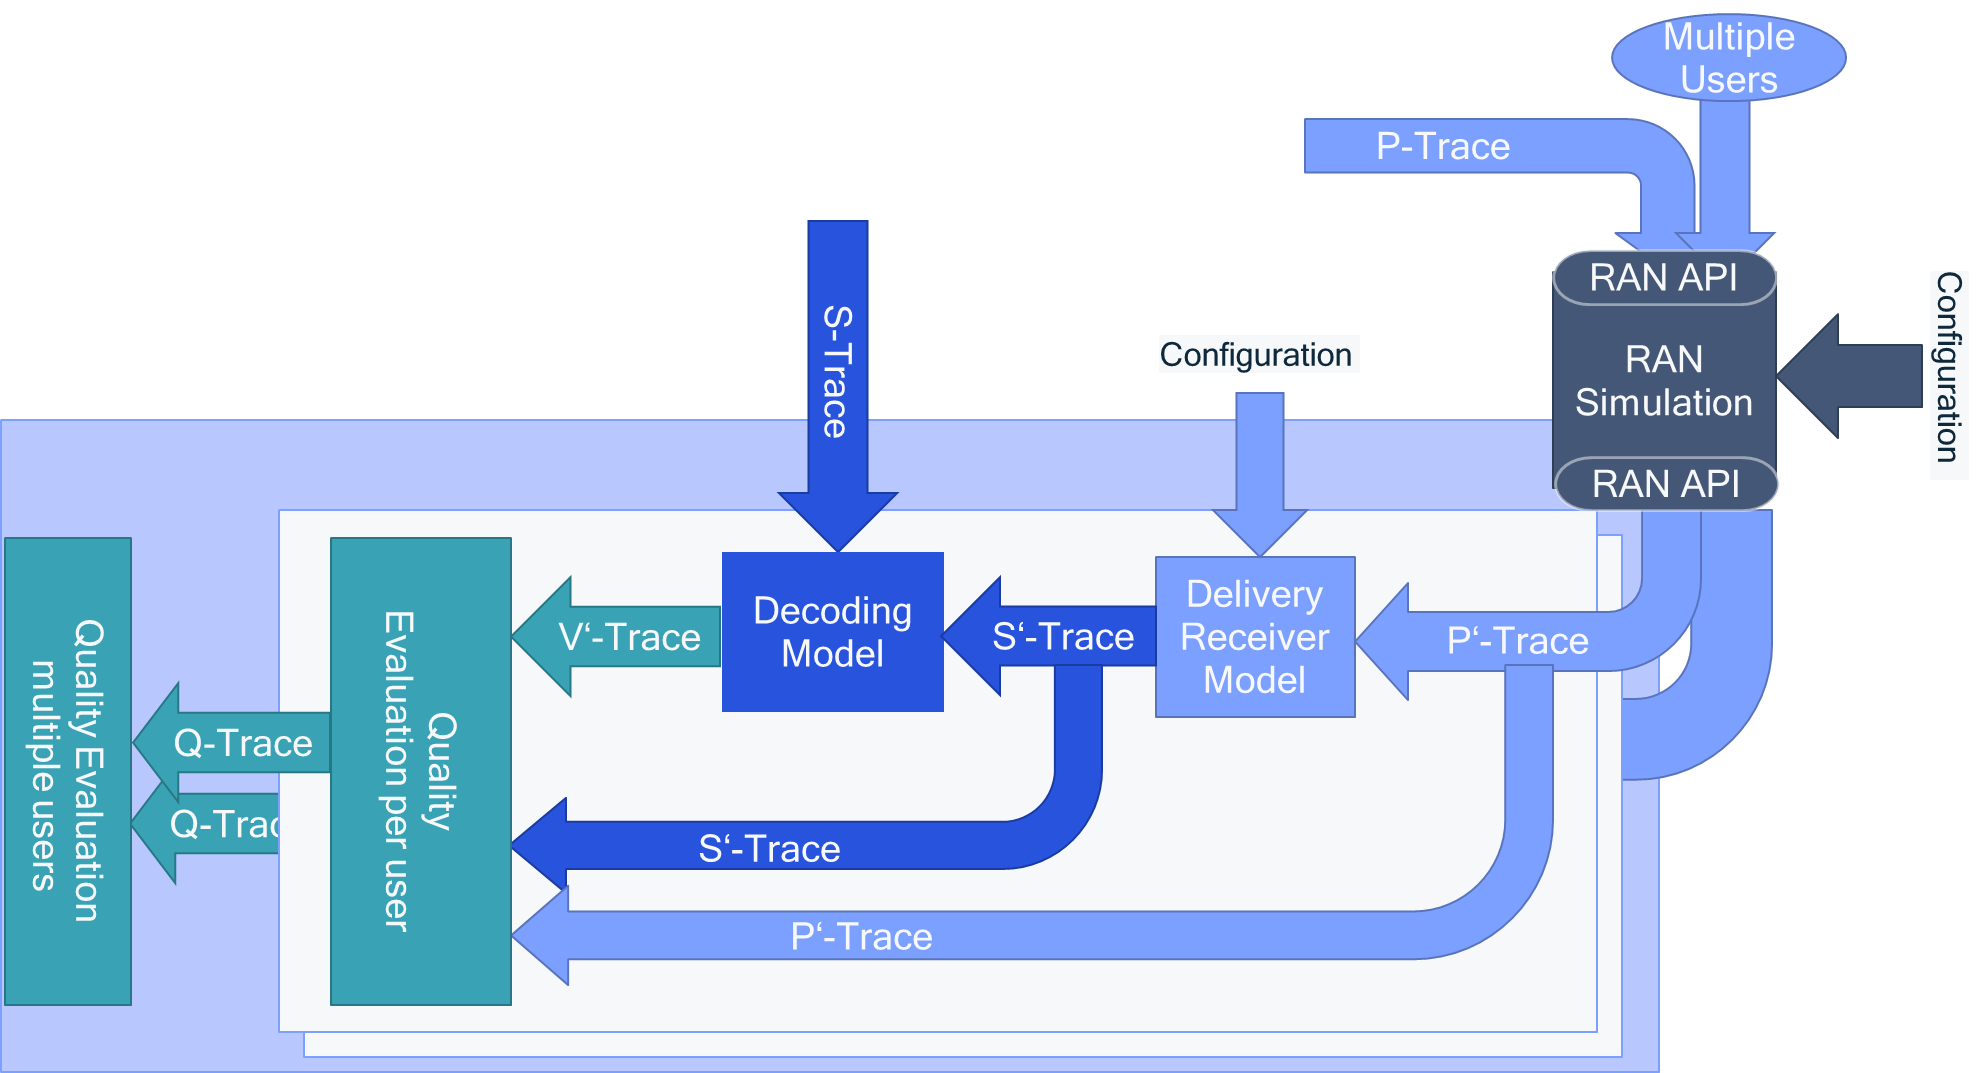 Multiple
Users
P-Trace
RAN API
RAN
Simulation
RAN API
Configuration
Configuration
S-Trace
Delivery
Receiver
Model
P‘-Trace
S‘-Trace
Decoding
Model
V‘-Trace
S‘-Trace
P‘-Trace
Quality
Evaluation per user
Q-Trace
Q-Trac
Quality Evaluation
multiple users